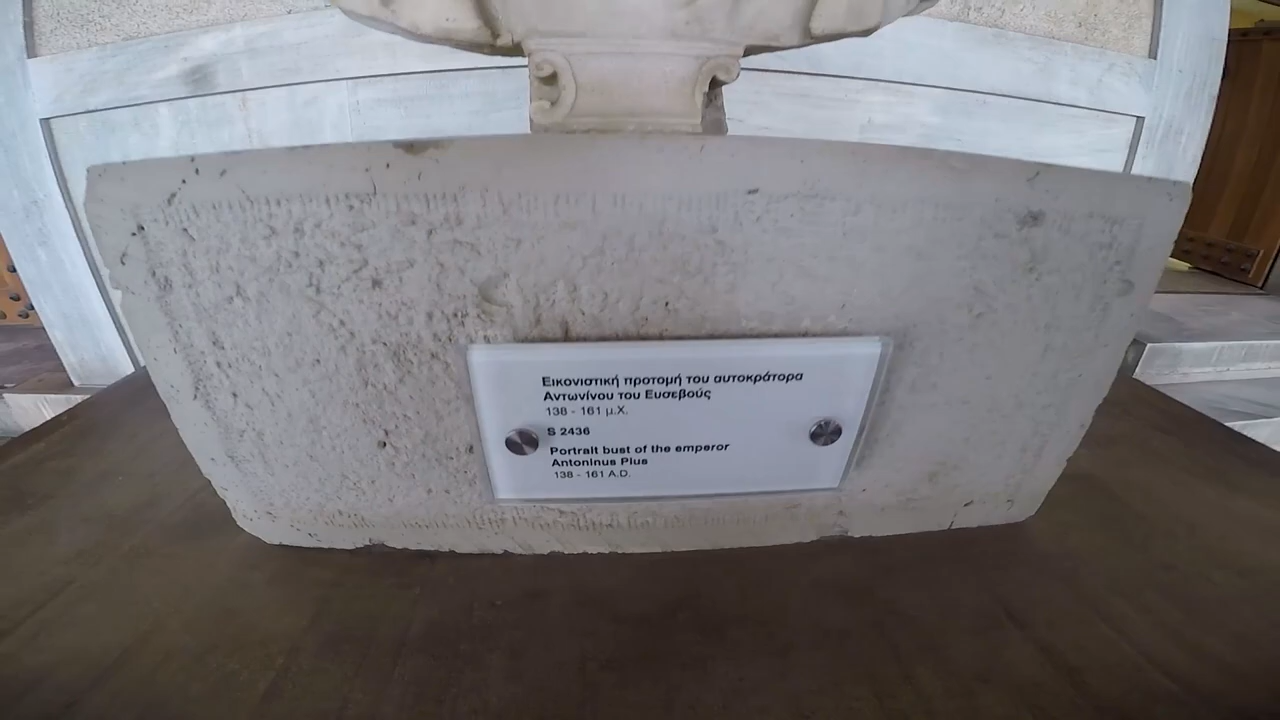 Εικονιστική προτομή του αυτοκράτορα
Αντωνίνου του Ευσεβούς
138 - 161 μ.Χ.
S 2436
Portrait bust of the emperor
Antoninus Pius
138 - 161 A.D.